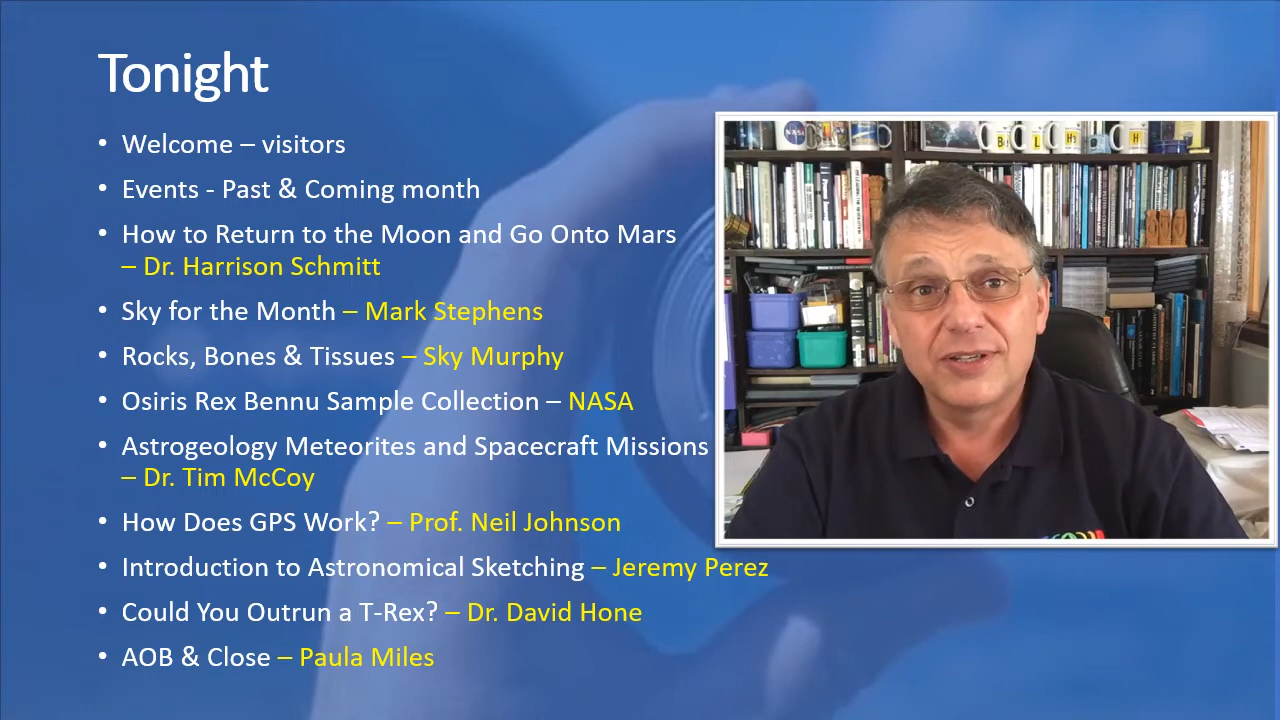 Tonight
• Welcome – visitors
• Events - Past & Coming month
• How to Return to the Moon and Go Onto Mars
– Dr. Harrison Schmitt
• Sky for the Month – Mark Stephens
• Rocks, Bones & Tissues – Sky Murphy
• Osiris Rex Bennu Sample Collection – NASA
• Astrogeology Meteorites and Spacecraft Missions
– Dr. Tim McCoy
• How Does GPS Work? – Prof. Neil Johnson
• Introduction to Astronomical Sketching – Jeremy Perez
• Could You Outrun a T-Rex? – Dr. David Hone
• AOB & Close – Paula Miles
NASA